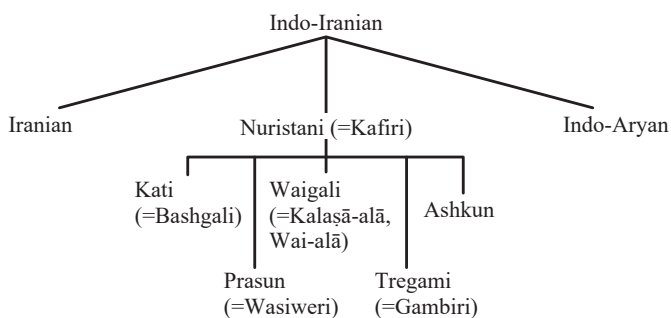 Indo-Iranian
Iranian
Nuristani (=Kafiri)
Indo-Aryan
Kati
(=Bashgali)
Waigali
(=Kalaṣā-alā,
Wai-alā)
Ashkun
Prasun
(=Wasiweri)
Tregami
(=Gambiri)